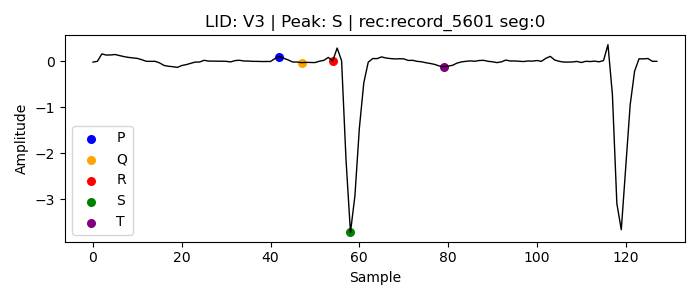 LID: V3 | Peak: S | rec:record_5601 seg:0
Amplitude
0
−1
−2
−3
P
Q
R
S
T
0 20 40 60 80 100 120
Sample